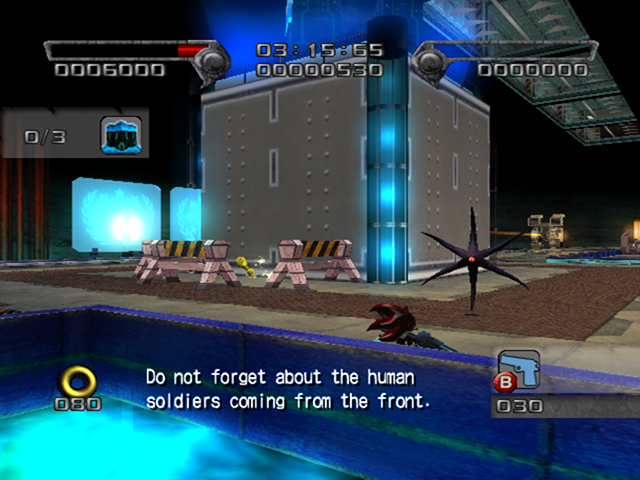 03:15:65
0006000 00000530 0000000
0/3
Do not forget about the human
soldiers coming from the front.
080
B
030